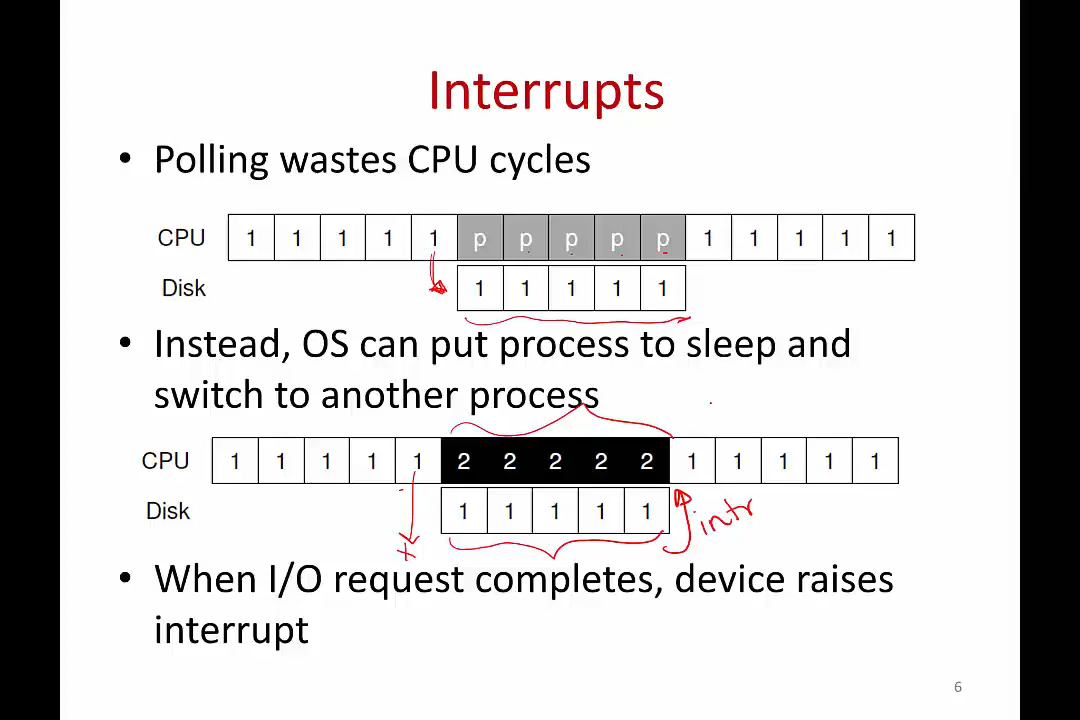 Interrupts
• Polling wastes CPU cycles
CPU 1 1 1 1 1 p p p p p 1 1 1 1 1
Disk 1 1 1 1 1
• Instead, OS can put process to sleep and
switch to another process
CPU 1 1 1 1 1 2 2 2 2 2 1 1 1 1 1
Disk 1 1 1 1 1
intr
• When I/O request completes, device raises
interrupt
6